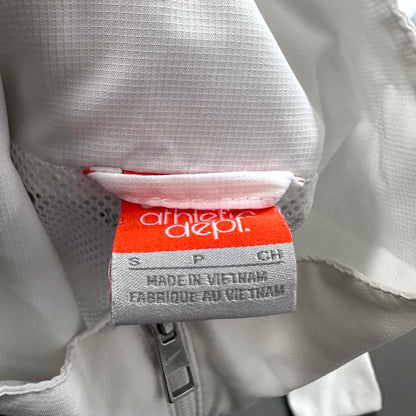 athletic
dept.
S P CH
MADE IN VIETNAM
FABRIQUE AU VIETNAM